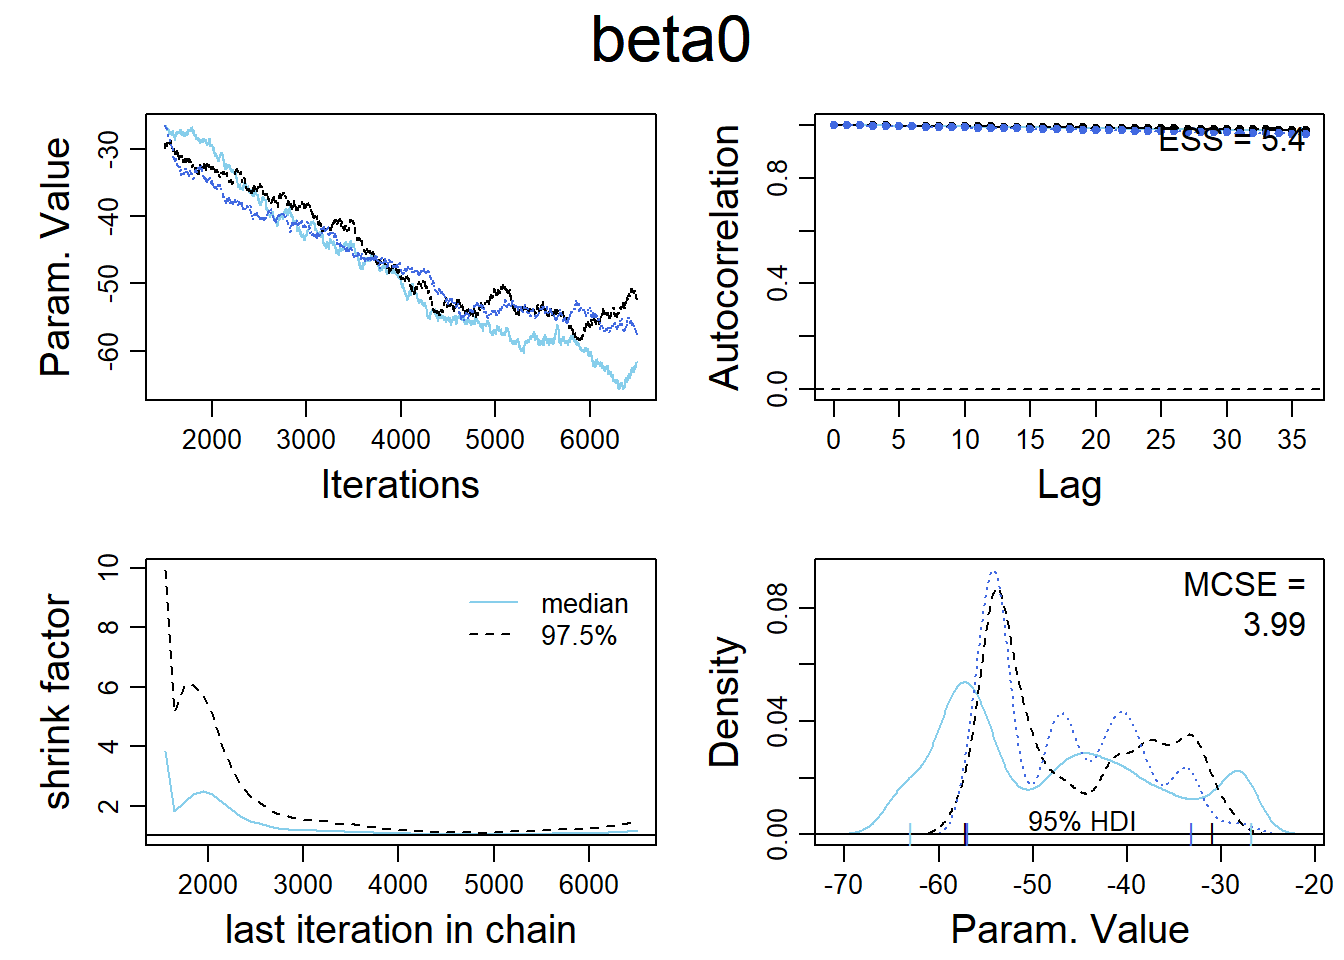 beta0
Param. Value
-30
-40
-50
-60
2000 3000 4000 5000 6000
Iterations
Autocorrelation
0.8
0.4
0.0
ESS = 5.4
0 5 10 15 20 25 30 35
Lag
shrink factor
10
8
6
4
2
median
97.5%
2000 3000 4000 5000 6000
last iteration in chain
Density
0.08
0.04
0.00
MCSE =
3.99
95% HDI
-70 -60 -50 -40 -30 -20
Param. Value